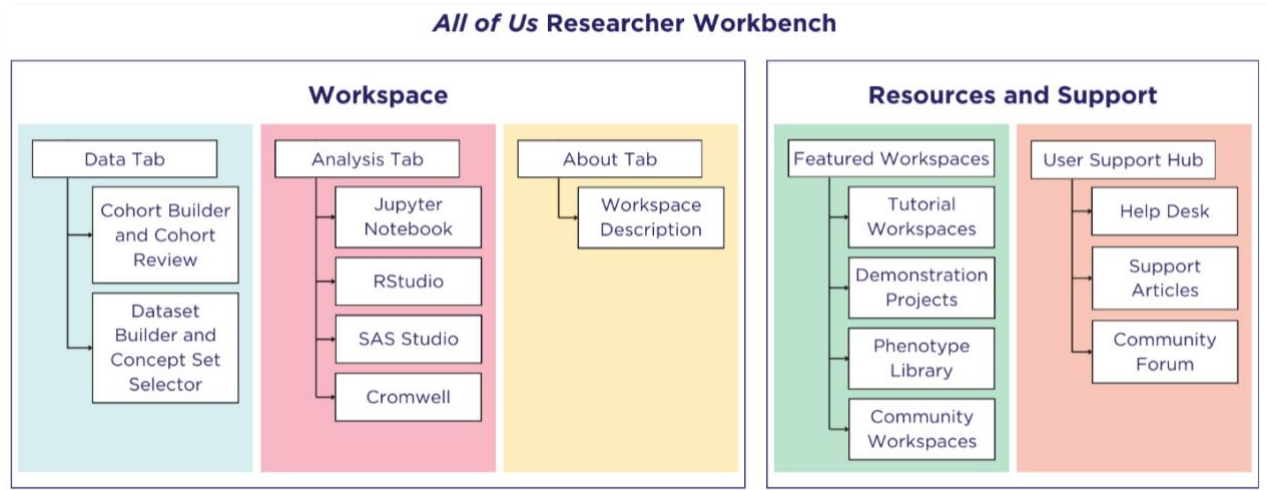 All of Us Researcher Workbench
Workspace
Data Tab
Cohort Builder
and Cohort
Review
Dataset
Builder and
Concept Set
Selector
Analysis Tab
Jupyter
Notebook
RStudio
SAS Studio
Cromwell
About Tab
Workspace
Description
Resources and Support
Featured Workspaces
Tutorial
Workspaces
Demonstration
Projects
Phenotype
Library
Community
Workspaces
User Support Hub
Help Desk
Support
Articles
Community
Forum